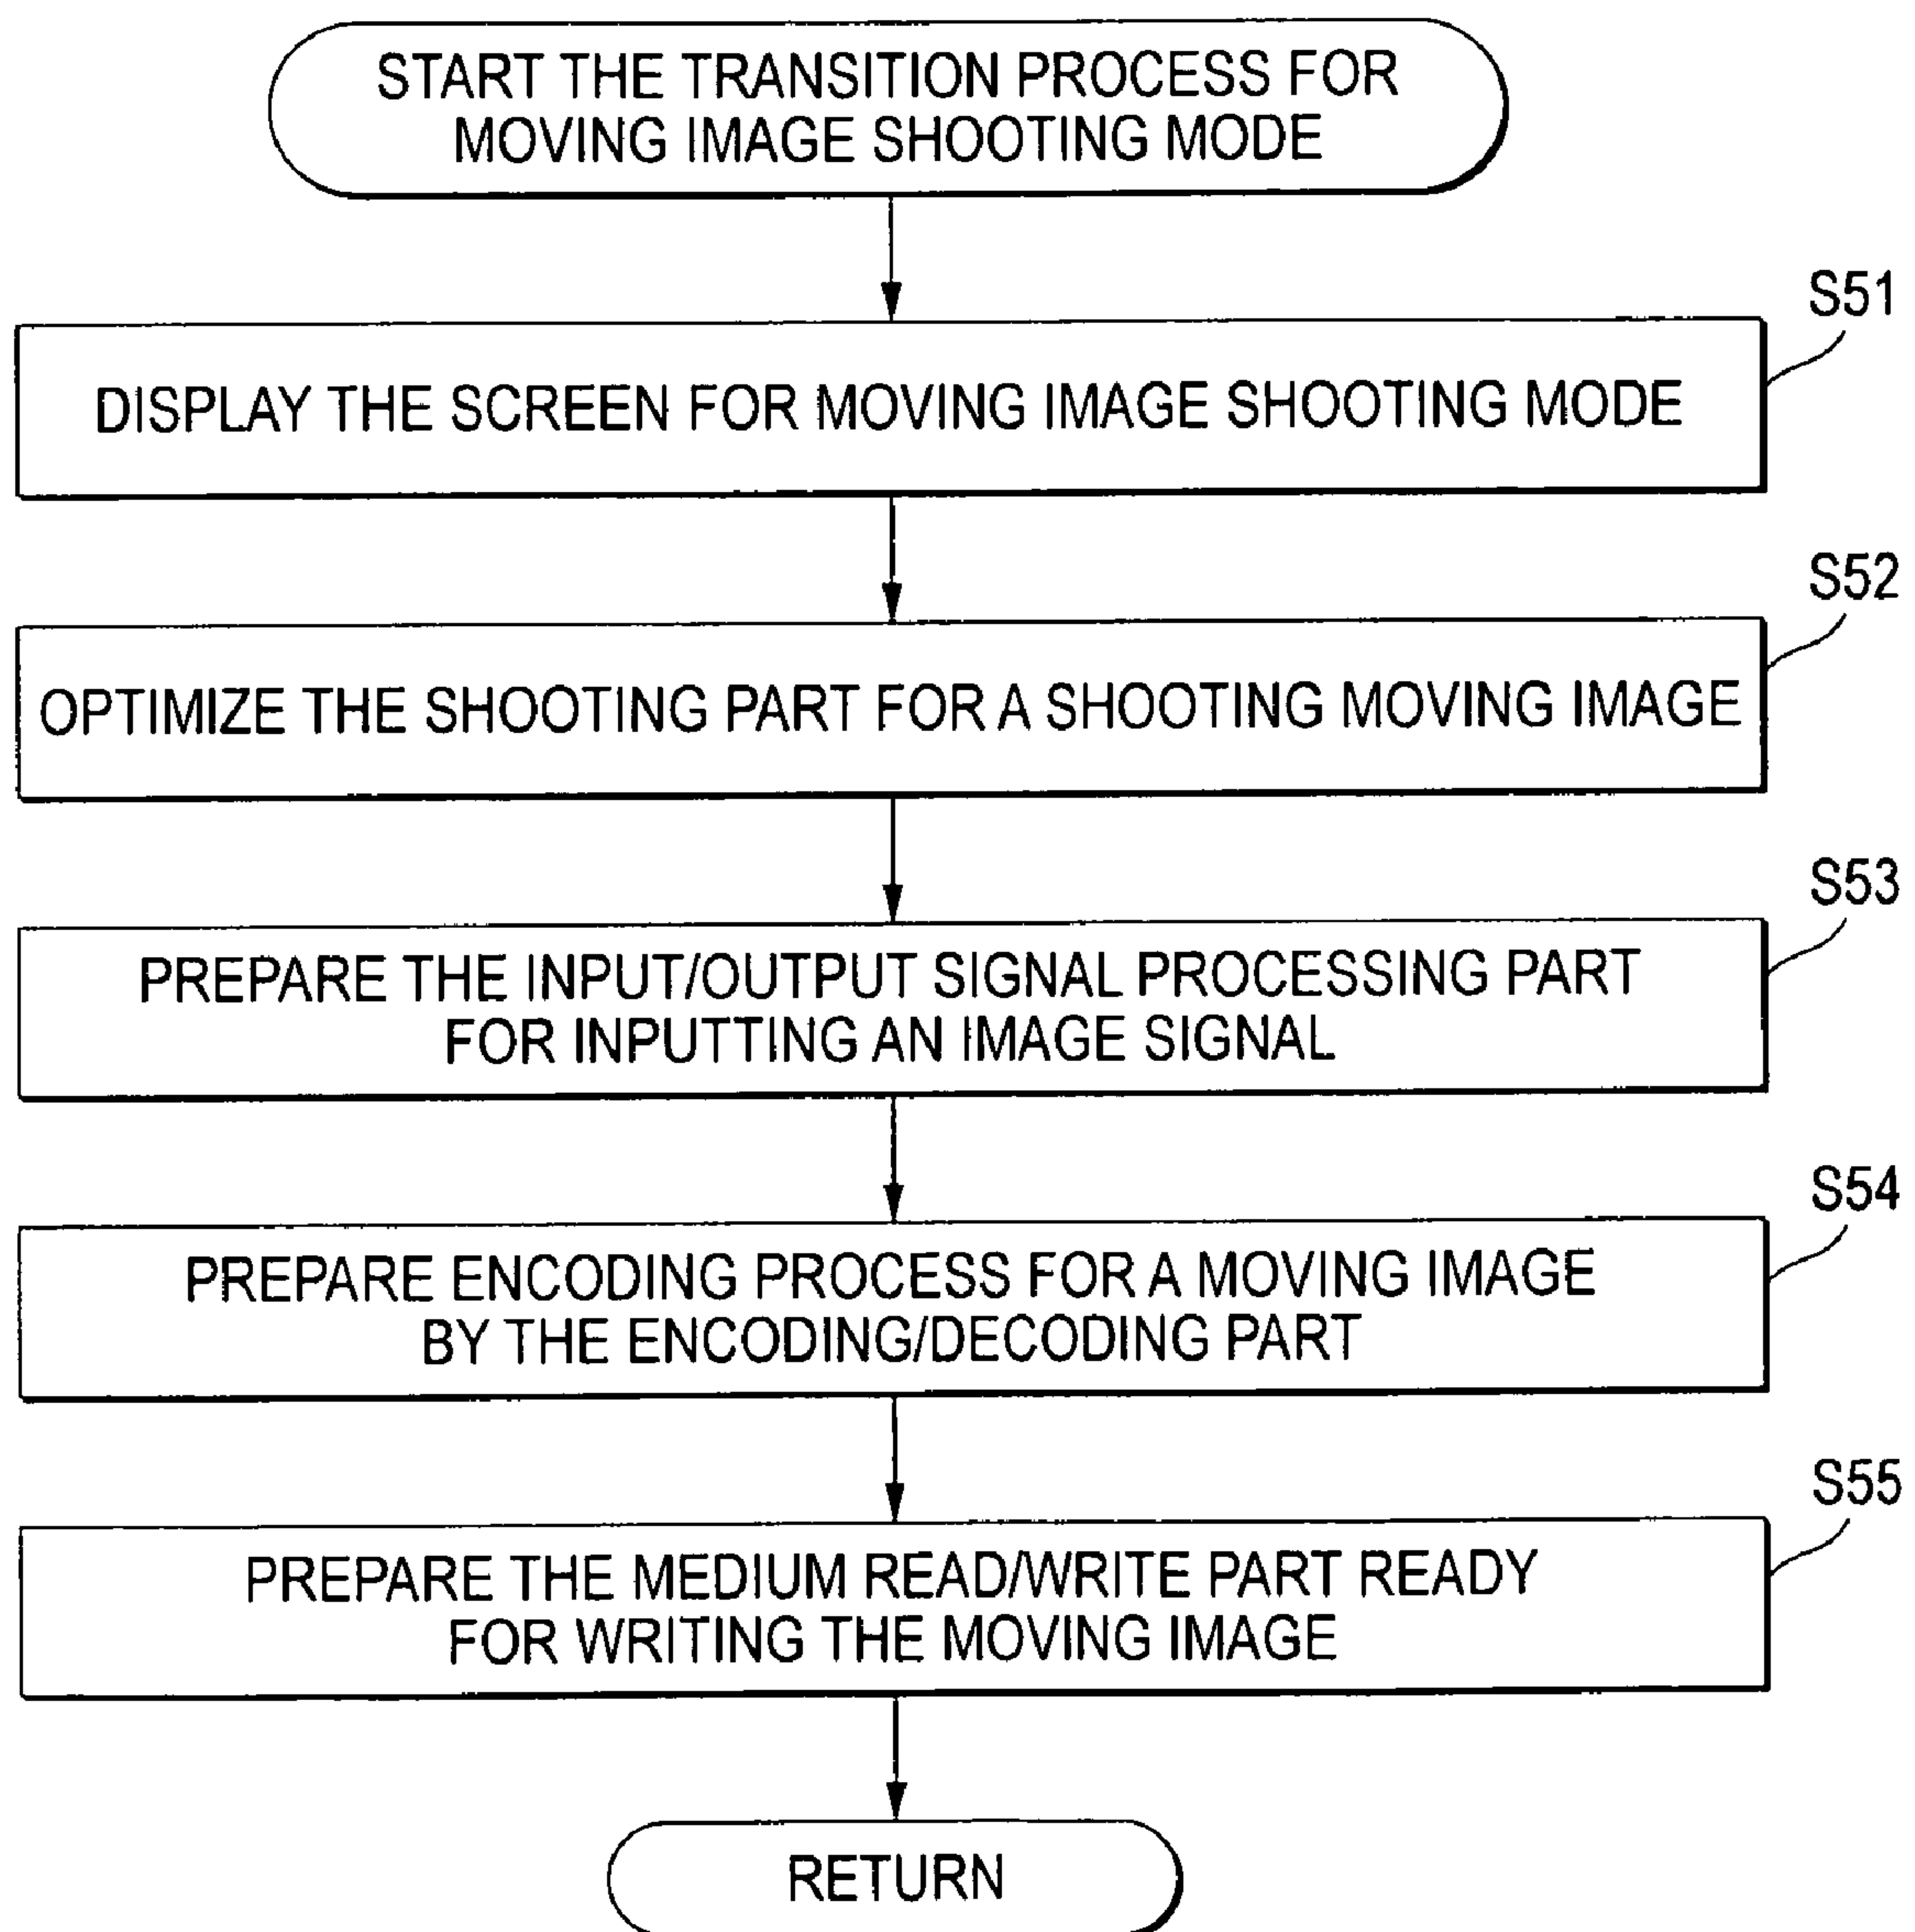 START THE TRANSITION PROCESS FOR
MOVING IMAGE SHOOTING MODE
S51
DISPLAY THE SCREEN FOR MOVING IMAGE SHOOTING MODE
S52
OPTIMIZE THE SHOOTING PART FOR A SHOOTING MOVING IMAGE
S53
PREPARE THE INPUT/OUTPUT SIGNAL PROCESSING PART
FOR INPUTTING AN IMAGE SIGNAL
S54
PREPARE ENCODING PROCESS FOR A MOVING IMAGE
BY THE ENCODING/DECODING PART
S55
PREPARE THE MEDIUM READ/WRITE PART READY
FOR WRITING THE MOVING IMAGE
RETURN